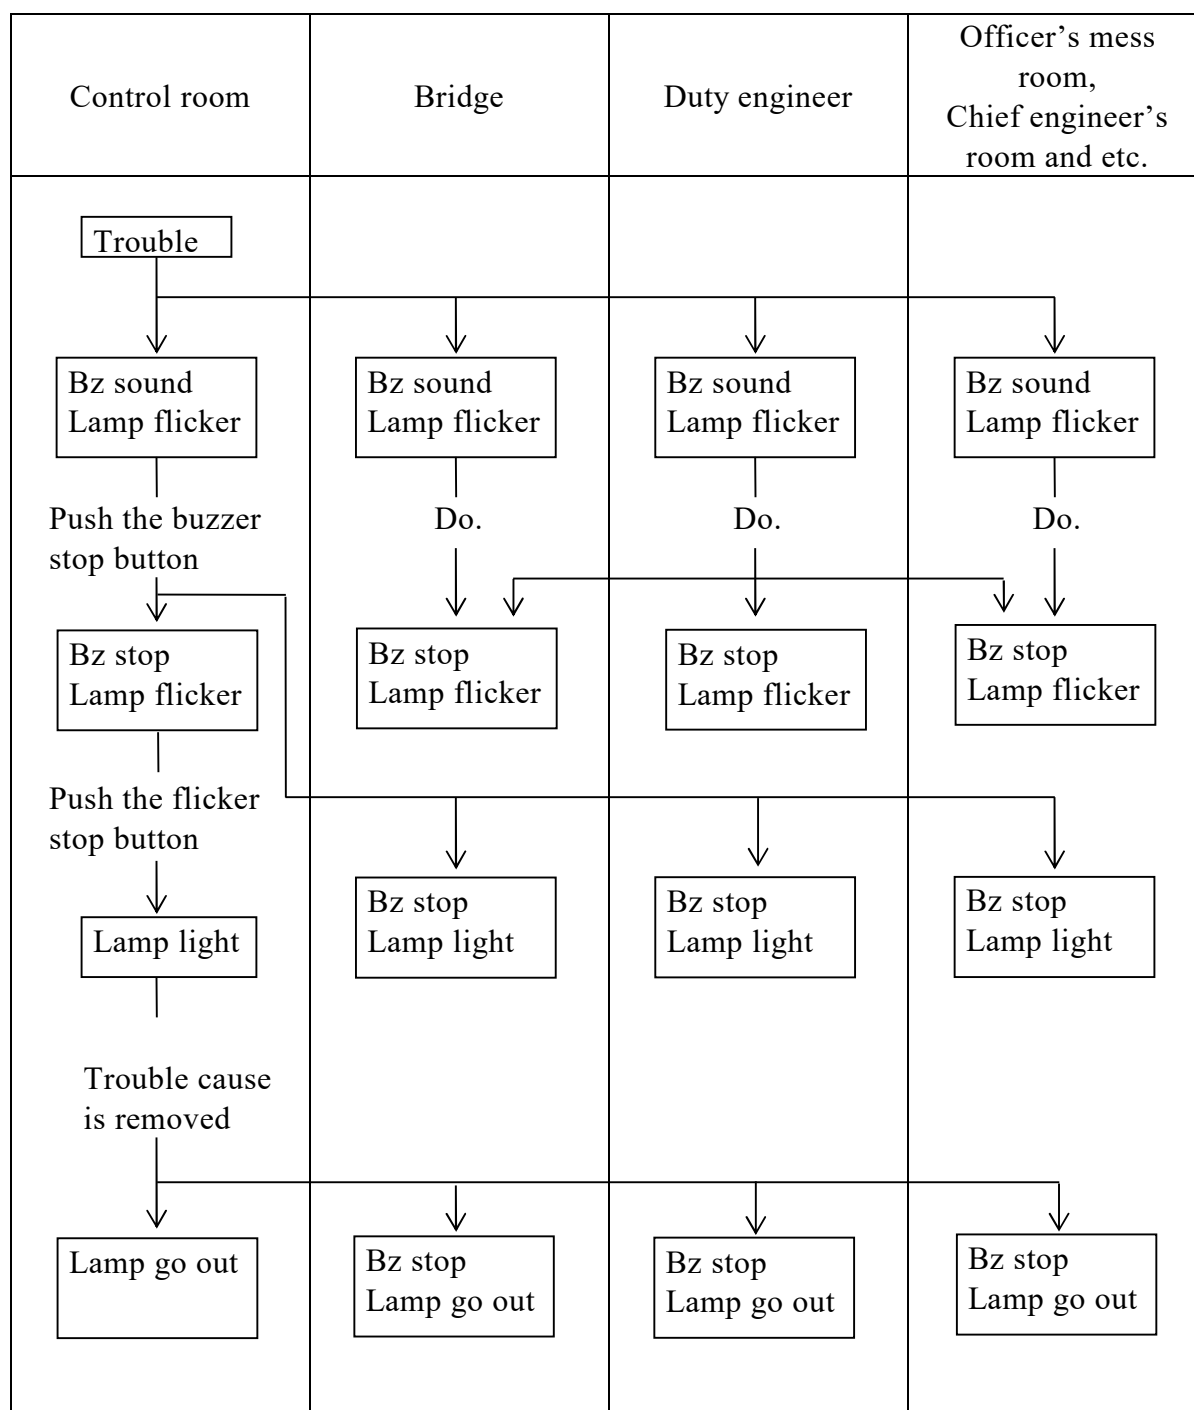 Control room
Bridge
Duty engineer
Officer’s mess
room,
Chief engineer’s
room and etc.
Trouble
Bz sound
Lamp flicker
Bz sound
Lamp flicker
Bz sound
Lamp flicker
Bz sound
Lamp flicker
Push the buzzer
stop button
Do.
Do.
Do.
Bz stop
Lamp flicker
Bz stop
Lamp flicker
Bz stop
Lamp flicker
Bz stop
Lamp flicker
Push the flicker
stop button
Lamp light
Bz stop
Lamp light
Bz stop
Lamp light
Bz stop
Lamp light
Trouble cause
is removed
Lamp go out
Bz stop
Lamp go out
Bz stop
Lamp go out
Bz stop
Lamp go out